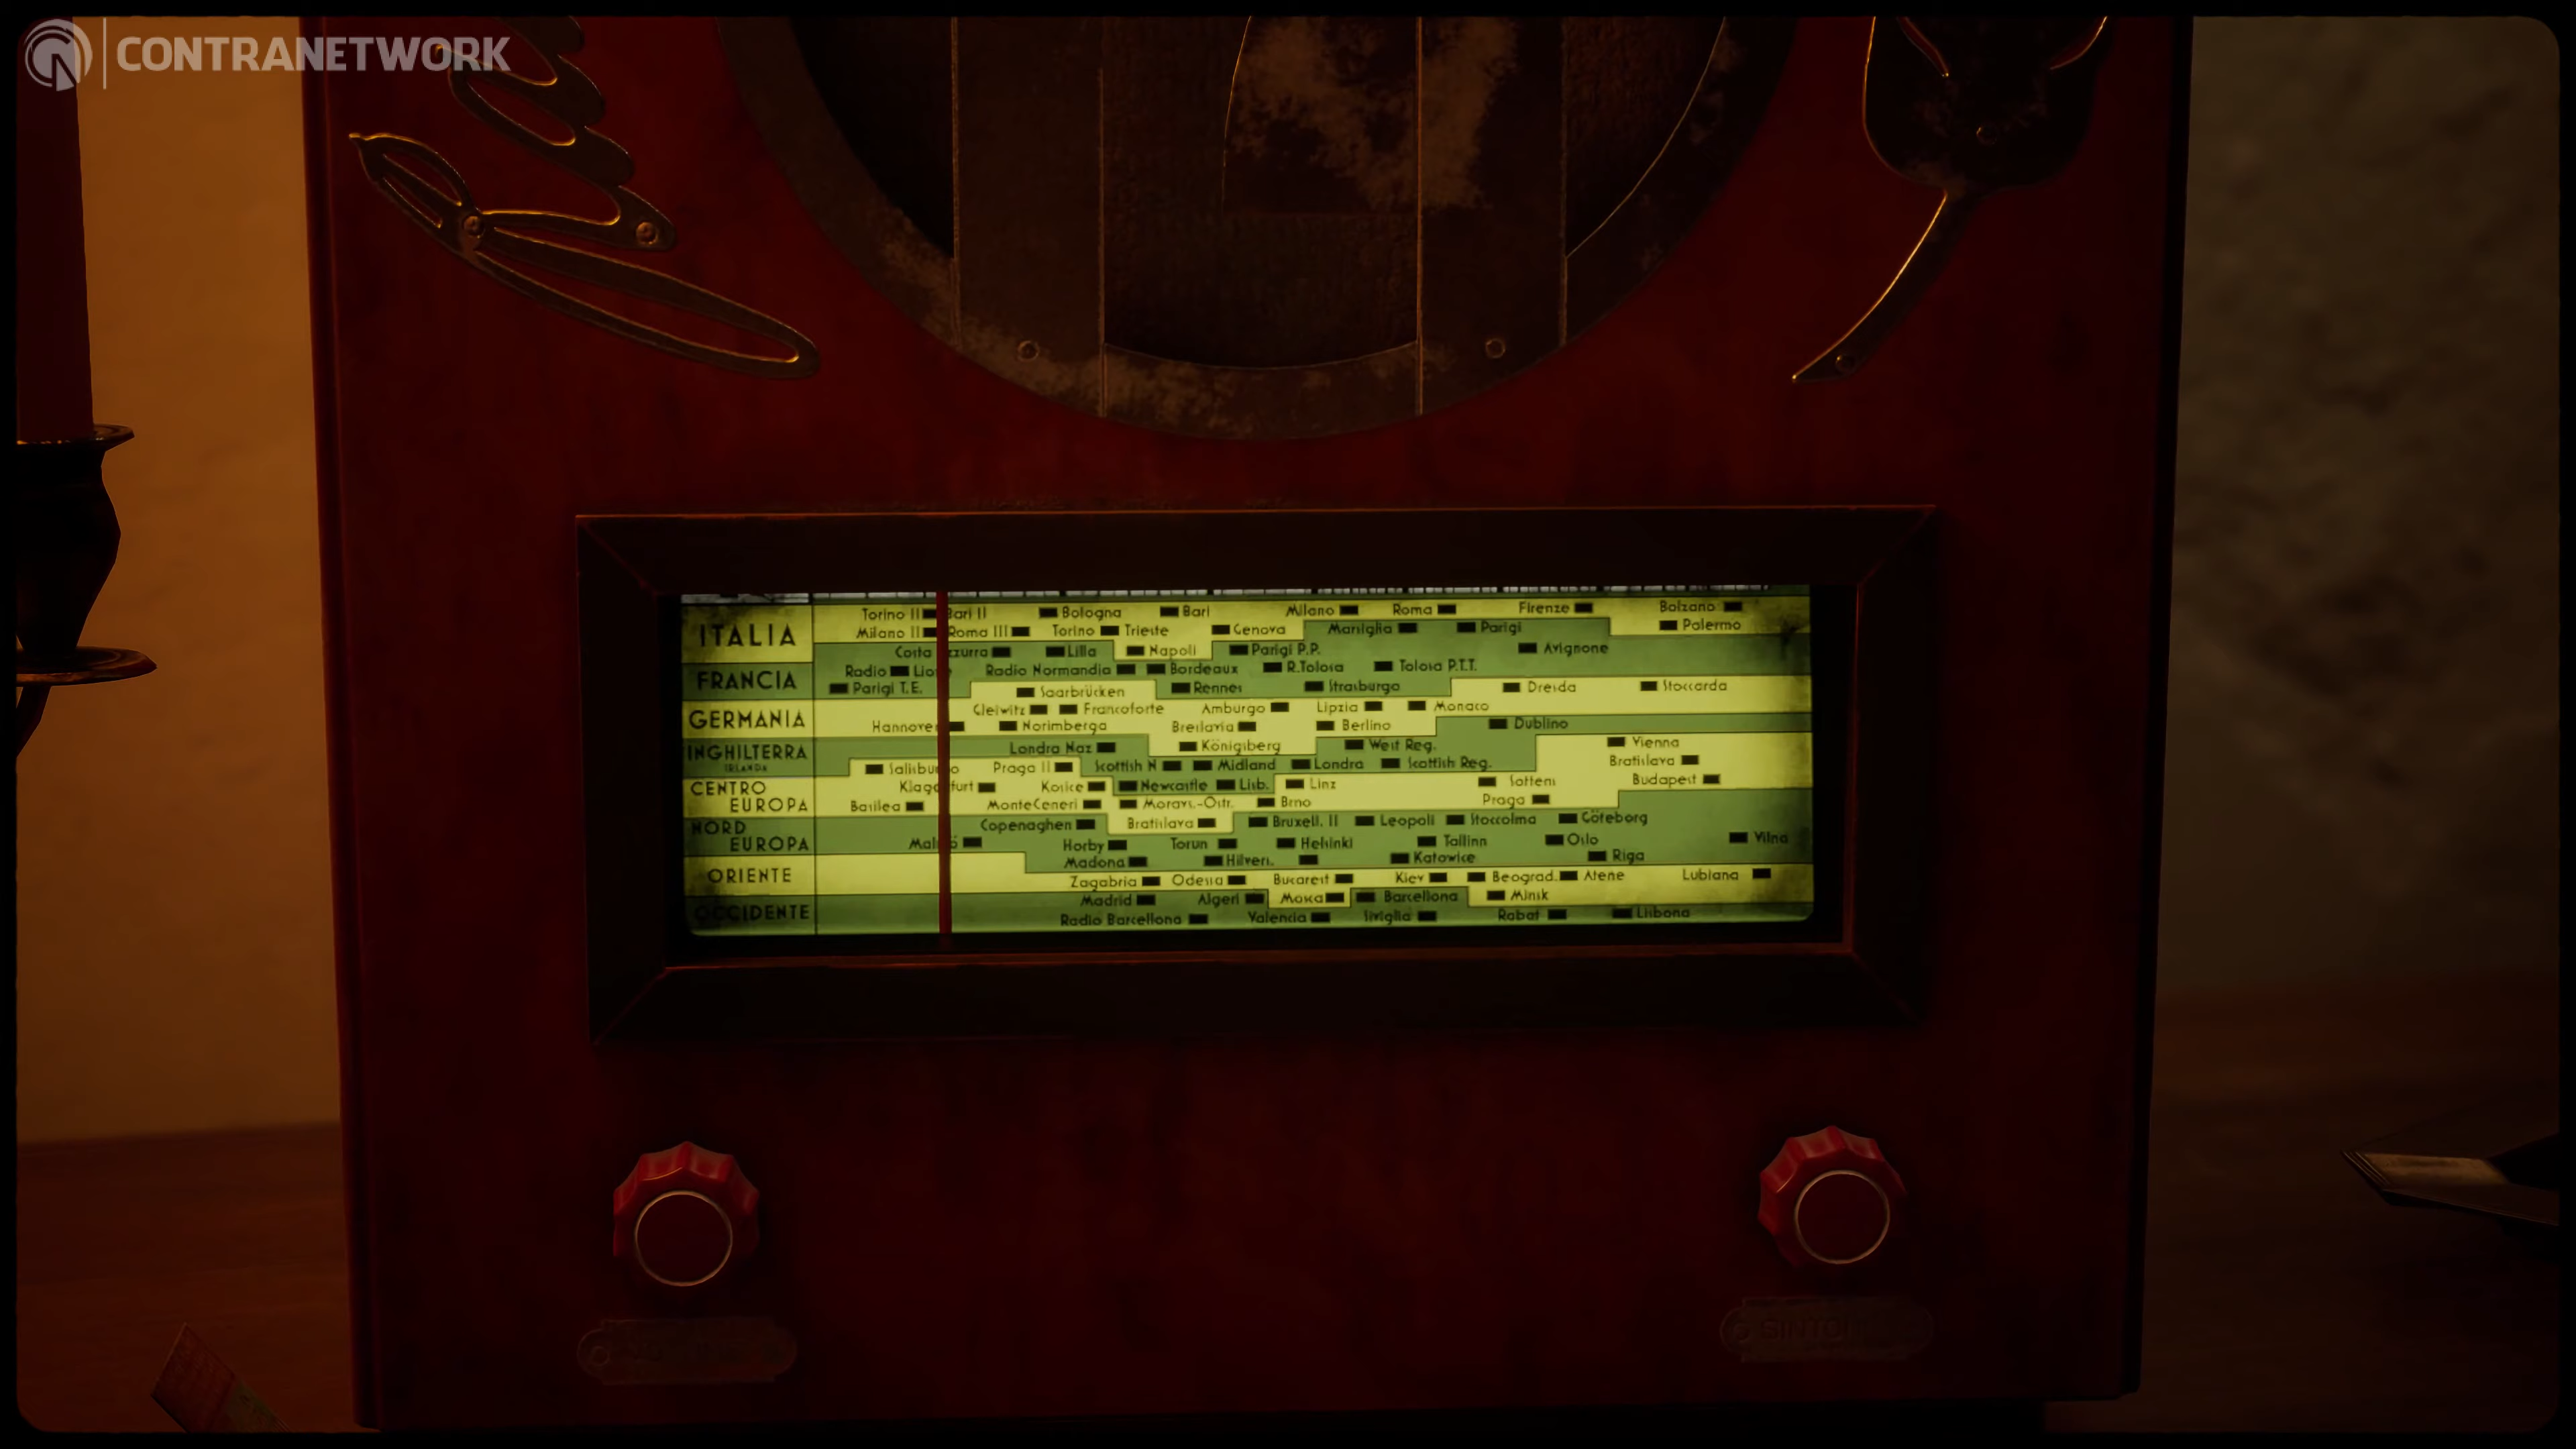 CONTRANETWORK
ITALIA
Torino II Bari II Bologna Bari Milano Roma Firenze Bolzano
Milano II Roma III Torino Trieste Genova Marsiglia Parigi Palermo
Costa Lilla Napoli Parigi P.P. Avignone
FRANCIA
Radio Radio Normandia Bordeaux R.Tolosa Tolosa P.T.T.
Parigi T.E. Saarbrücken Rennes Strasburgo Dresda Stoccarda
GERMANIA
Gleiwitz Francoforte Amburgo Lipzia Monaco
Hannover Norimberga Breslavia Berlino Dublino
INGHILTERRA
IRLANDA
Londra Naz Königsberg West Reg. Vienna
Salisburgo Praga II Scottish N Midland Londra Scottish Reg. Bratislava
CENTRO
EUROPA
Klagenfurt Kosice Newcastle Lisb. Linz Sottens Budapest
Basilea MonteCeneri Moravs.-Ostr. Brno Praga
NORD
EUROPA
Copenaghen Bratislava Bruxell. II Leopoli Stoccolma Göteborg
Malmö Horby Torun Helsinki Tallinn Oslo Vilna
Madona Hilvers. Katowice Riga
ORIENTE
Zagabria Odessa Bucarest Kiev Beograd. Atene Lubiana
OCCIDENTE
Madrid Algeri Mosca Barcellona Minsk
Radio Barcellona Valencia Siviglia Rabat Lisbona